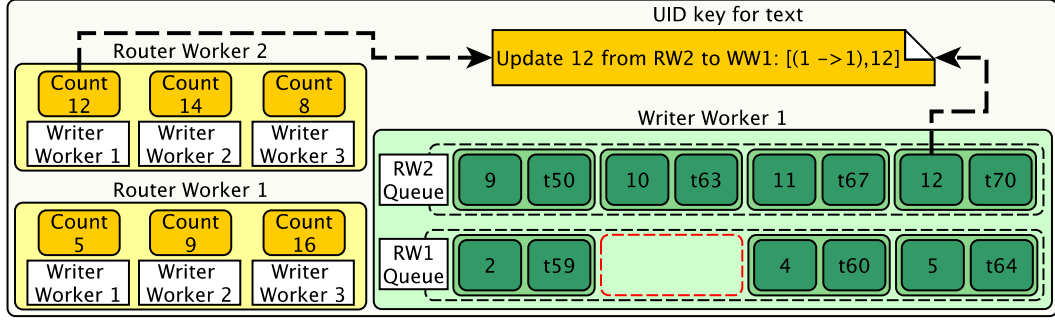 UID key for text
Update 12 from RW2 to WW1: [(1 ->1),12]
Router Worker 2
Count
12
Count
14
Count
8
Writer
Worker 1
Writer
Worker 2
Writer
Worker 3
Router Worker 1
Count
5
Count
9
Count
16
Writer
Worker 1
Writer
Worker 2
Writer
Worker 3
Writer Worker 1
RW2
Queue
9 t50 10 t63 11 t67 12 t70
RW1
Queue
2 t59 4 t60 5 t64